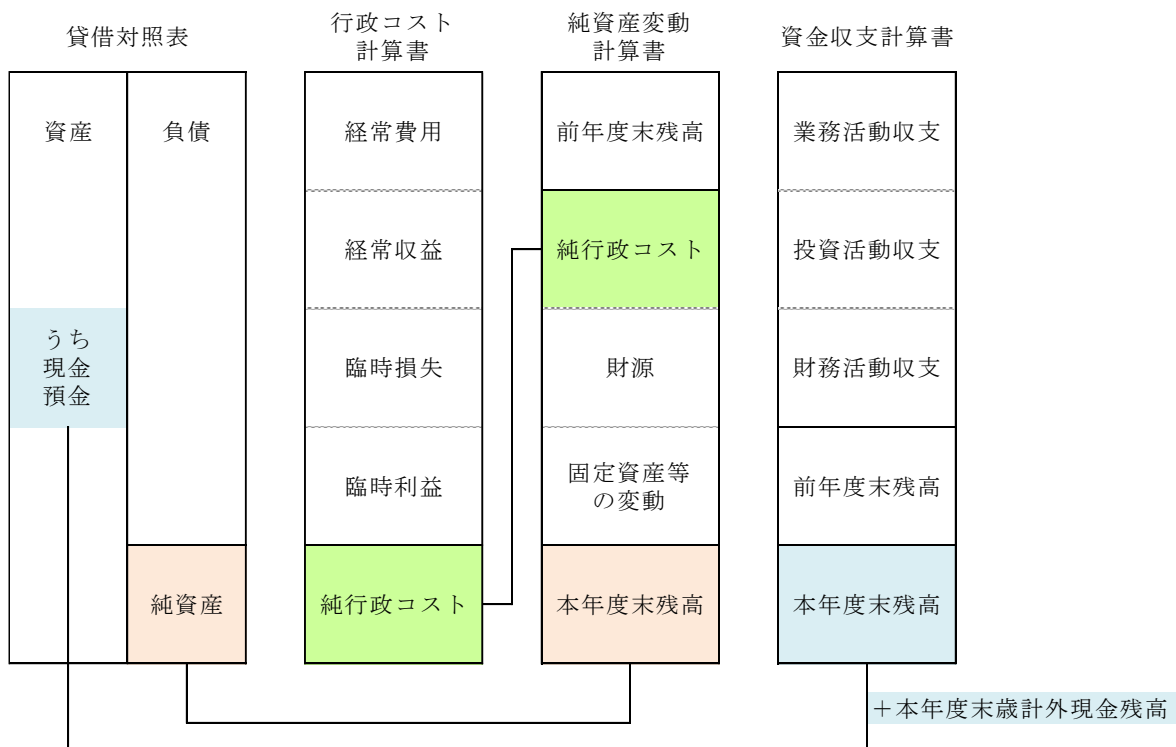 貸借対照表
資産
負債
うち
現金
預金
純資産
行政コスト
計算書
経常費用
経常収益
臨時損失
臨時利益
純行政コスト
純資産変動
計算書
前年度末残高
純行政コスト
財源
固定資産等
の変動
本年度末残高
資金収支計算書
業務活動収支
投資活動収支
財務活動収支
前年度末残高
本年度末残高
＋本年度末歳計外現金残高